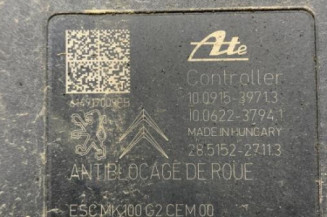 Ate
Controller
10.0915-3971.3
10.0622-3794.1
MADE IN HUNGARY
28.5152-2711.3
ANTIBLOCAGE DE ROUE
ESC MK100 G2 CEM 00